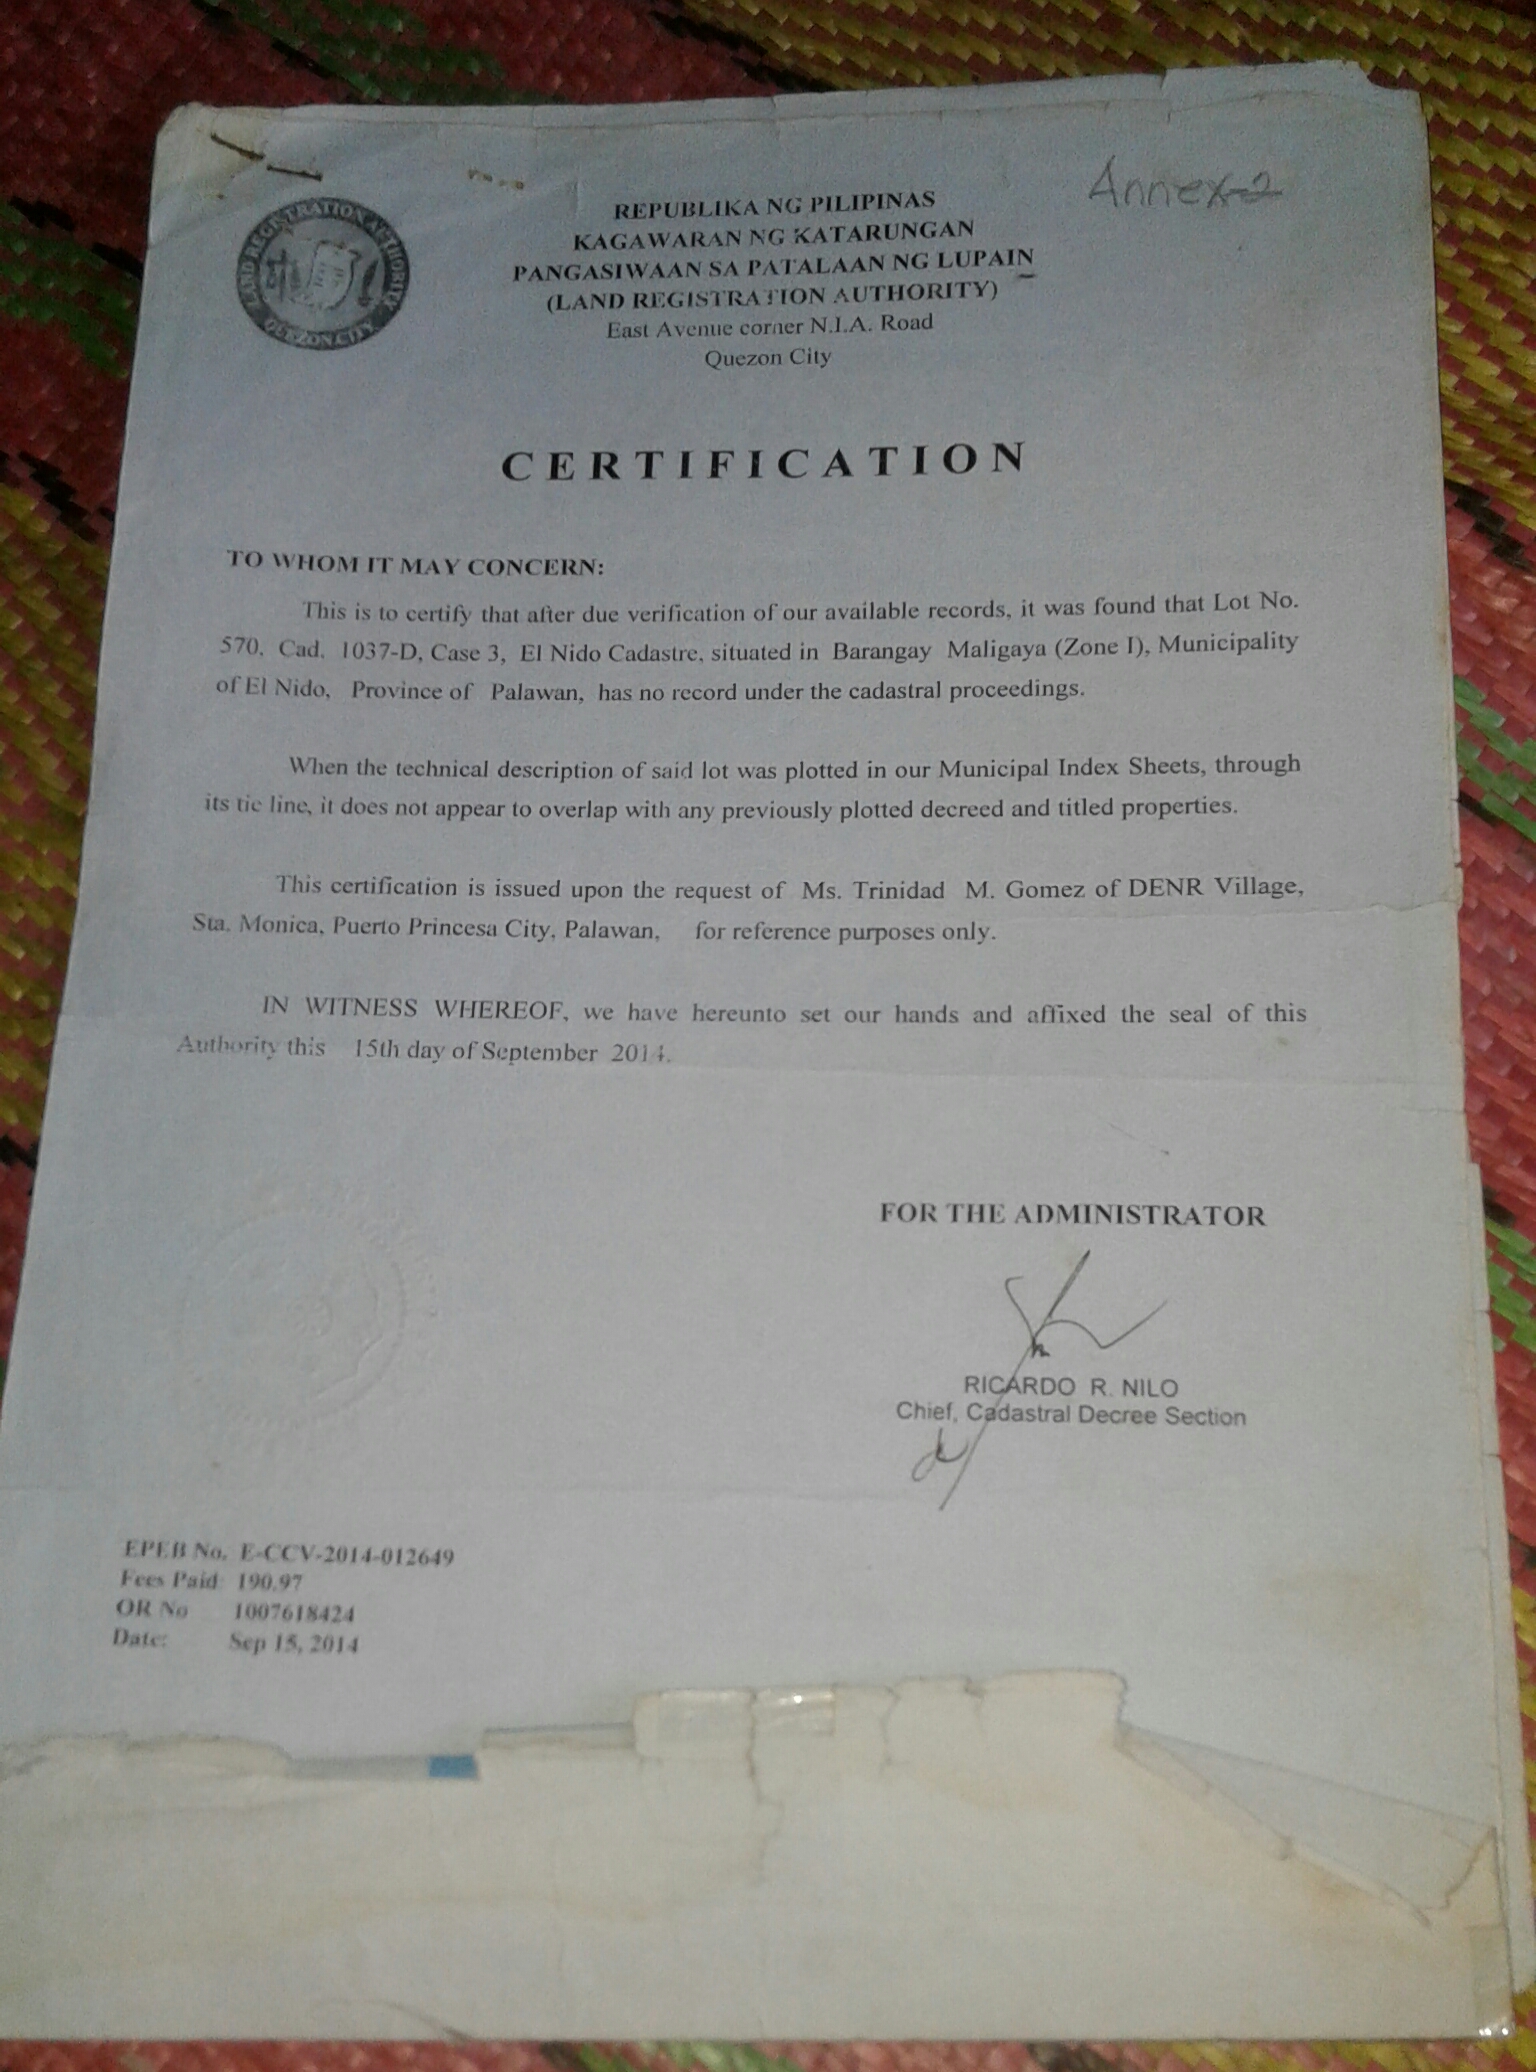 Annex-2
LAND REGISTRATION AUTHORITY
QUEZON CITY
REPUBLIKA NG PILIPINAS
KAGAWARAN NG KATARUNGAN
PANGASIWAAN SA PATALAAN NG LUPAIN
(LAND REGISTRATION AUTHORITY)
East Avenue corner N.I.A. Road
Quezon City
CERTIFICATION
TO WHOM IT MAY CONCERN:
This is to certify that after due verification of our available records, it was found that Lot No.
570, Cad. 1037-D, Case 3, El Nido Cadastre, situated in Barangay Maligaya (Zone I), Municipality
of El Nido, Province of Palawan, has no record under the cadastral proceedings.
When the technical description of said lot was plotted in our Municipal Index Sheets, through
its tie line, it does not appear to overlap with any previously plotted decreed and titled properties.
This certification is issued upon the request of Ms. Trinidad M. Gomez of DENR Village,
Sta. Monica, Puerto Princesa City, Palawan, for reference purposes only.
IN WITNESS WHEREOF, we have hereunto set our hands and affixed the seal of this
Authority this 15th day of September 2014.
FOR THE ADMINISTRATOR
RICARDO R. NILO
Chief, Cadastral Decree Section
EPEB No. E-CCV-2014-012649
Fees Paid: 190.97
OR No 1007618424
Date: Sep 15, 2014